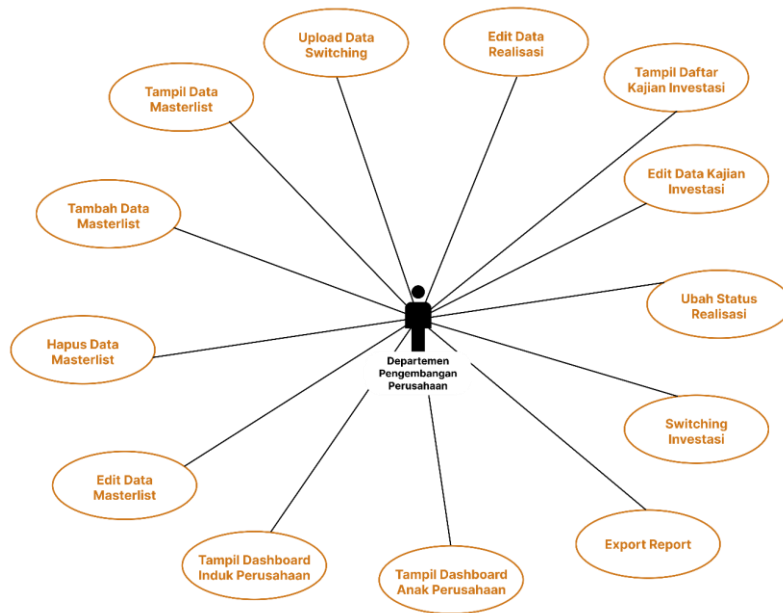 Upload Data
Switching
Edit Data
Realisasi
Tampil Data
Masterlist
Tampil Daftar
Kajian Investasi
Tambah Data
Masterlist
Edit Data Kajian
Investasi
Hapus Data
Masterlist
Ubah Status
Realisasi
Departemen
Pengembangan
Perusahaan
Edit Data
Masterlist
Switching
Investasi
Tampil Dashboard
Induk Perusahaan
Tampil Dashboard
Anak Perusahaan
Export Report